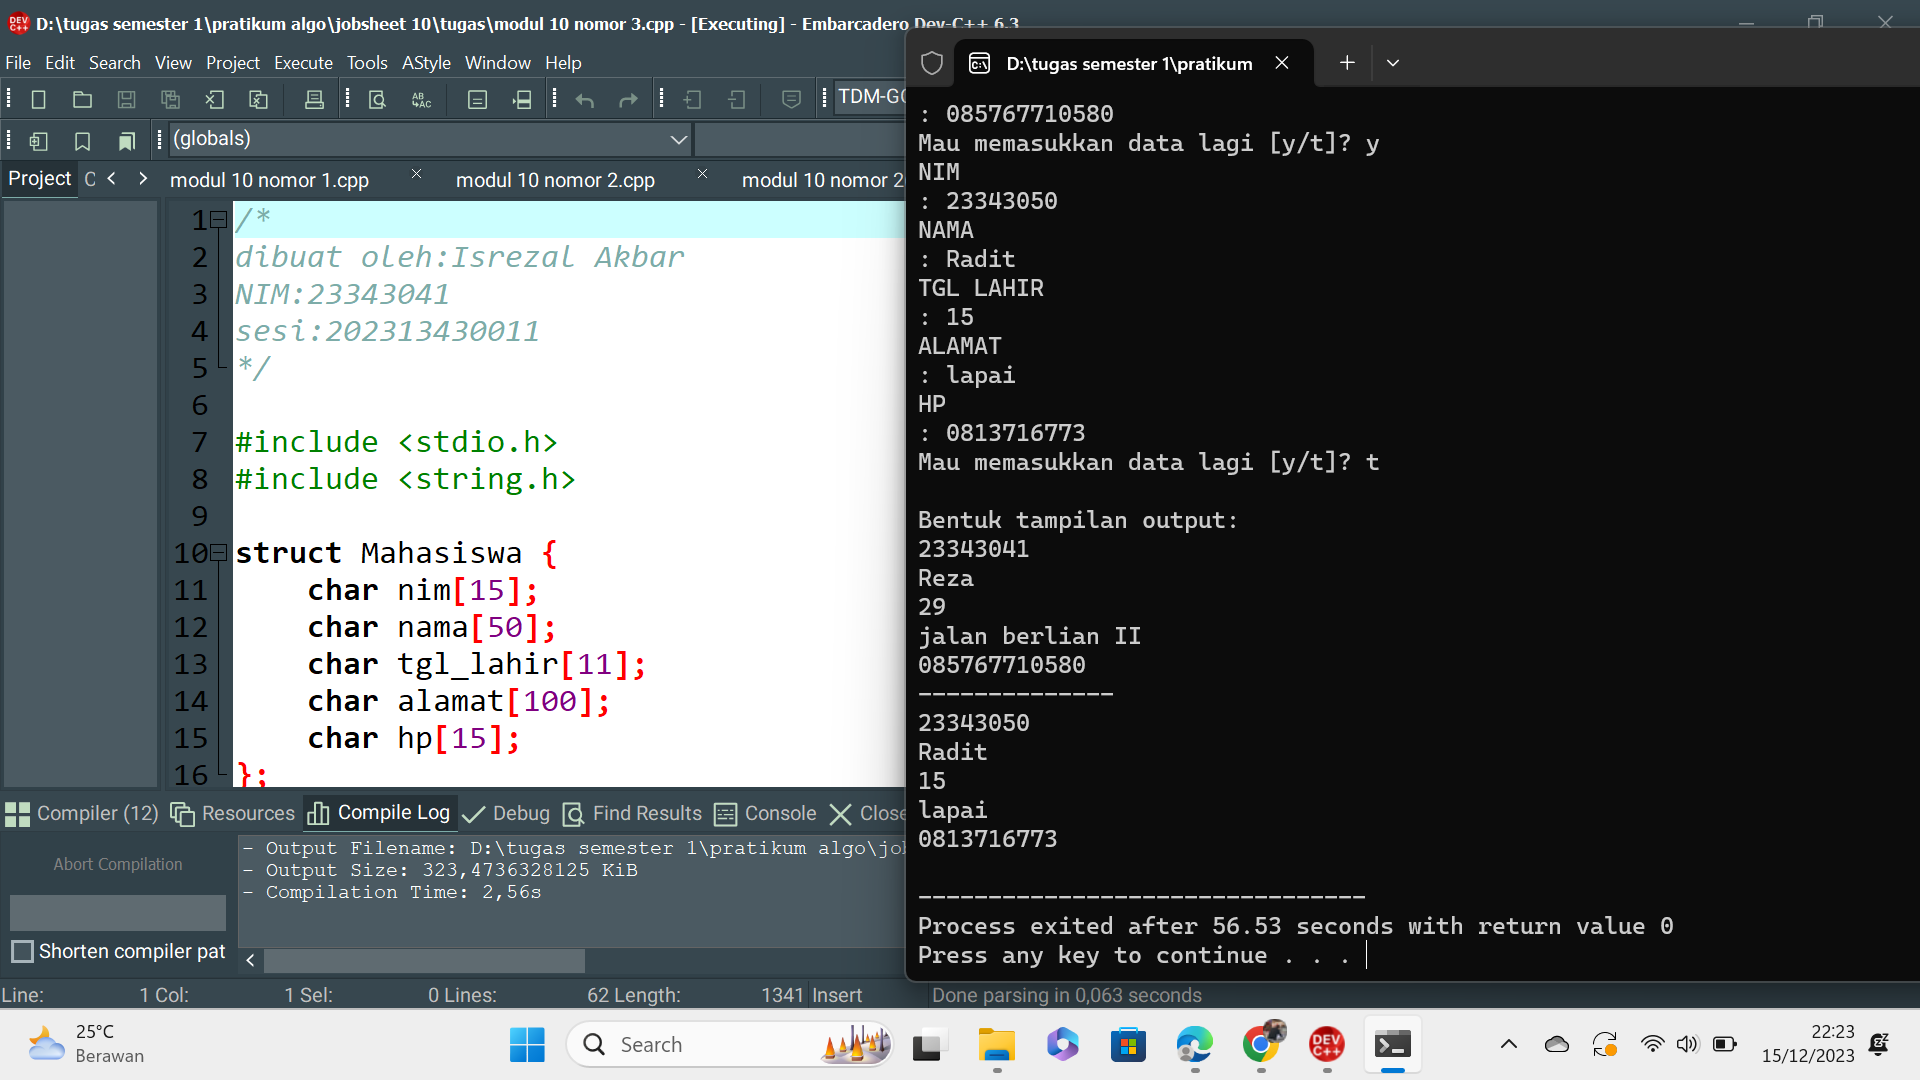 D:\tugas semester 1\pratikum algo\jobsheet 10\tugas\modul 10 nomor 3.cpp - [Executing] - Embarcadero Dev-C++ 6.3
File Edit Search View Project Execute Tools AStyle Window Help
(globals)
Project
modul 10 nomor 1.cpp
modul 10 nomor 2.cpp
modul 10 nomor 2
1 /*
2 dibuat oleh:Isrezal Akbar
3 NIM:23343041
4 sesi:202313430011
5 */
6
7 #include <stdio.h>
8 #include <string.h>
9
10 struct Mahasiswa {
11 char nim[15];
12 char nama[50];
13 char tgl_lahir[11];
14 char alamat[100];
15 char hp[15];
16 };
Compiler (12) Resources Compile Log Debug Find Results Console Close
Abort Compilation
Shorten compiler pat
- Output Filename: D:\tugas semester 1\pratikum algo\jo
- Output Size: 323,4736328125 KiB
- Compilation Time: 2,56s
Line: 1 Col: 1 Sel: 0 Lines: 62 Length: 1341 Insert Done parsing in 0,063 seconds
D:\tugas semester 1\pratikum
: 085767710580
Mau memasukkan data lagi [y/t]? y
NIM
: 23343050
NAMA
: Radit
TGL LAHIR
: 15
ALAMAT
: lapai
HP
: 0813716773
Mau memasukkan data lagi [y/t]? t
Bentuk tampilan output:
23343041
Reza
29
jalan berlian II
085767710580
--------------
23343050
Radit
15
lapai
0813716773
--------------------------------
Process exited after 56.53 seconds with return value 0
Press any key to continue . . .
25°C
Berawan
Search
DEV C++
22:23
15/12/2023